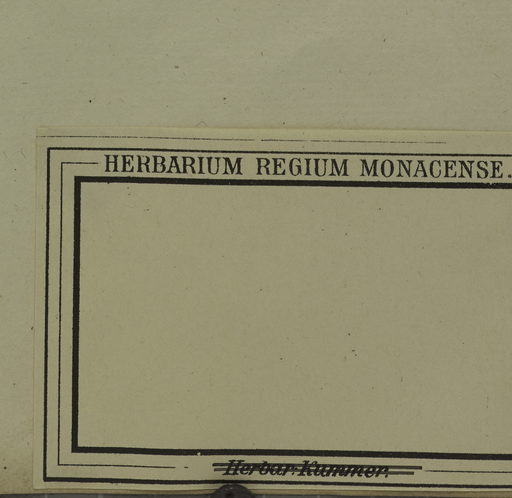 HERBARIUM REGIUM MONACENSE.
Herbar. Kummer.